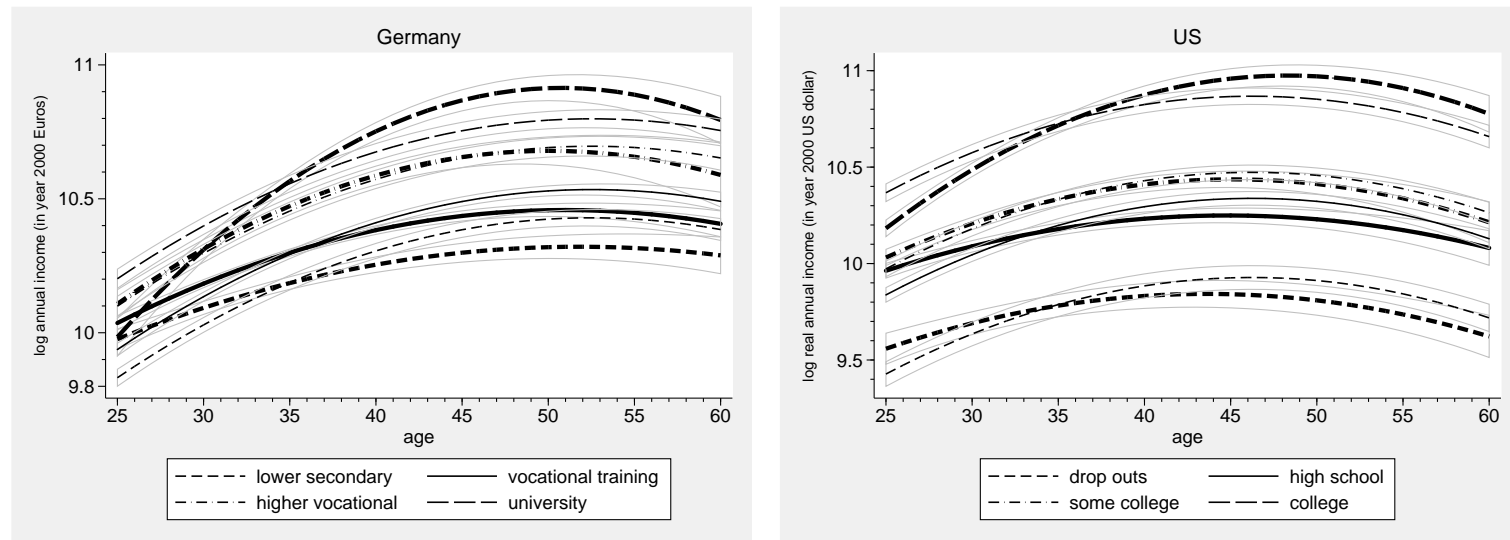 Germany
log annual income (in year 2000 Euros)
11
10.5
10
9.8
25 30 35 40 45 50 55 60
age
lower secondary vocational training
higher vocational university
US
log real annual income (in year 2000 US dollar)
11
10.5
10
9.5
25 30 35 40 45 50 55 60
age
drop outs high school
some college college